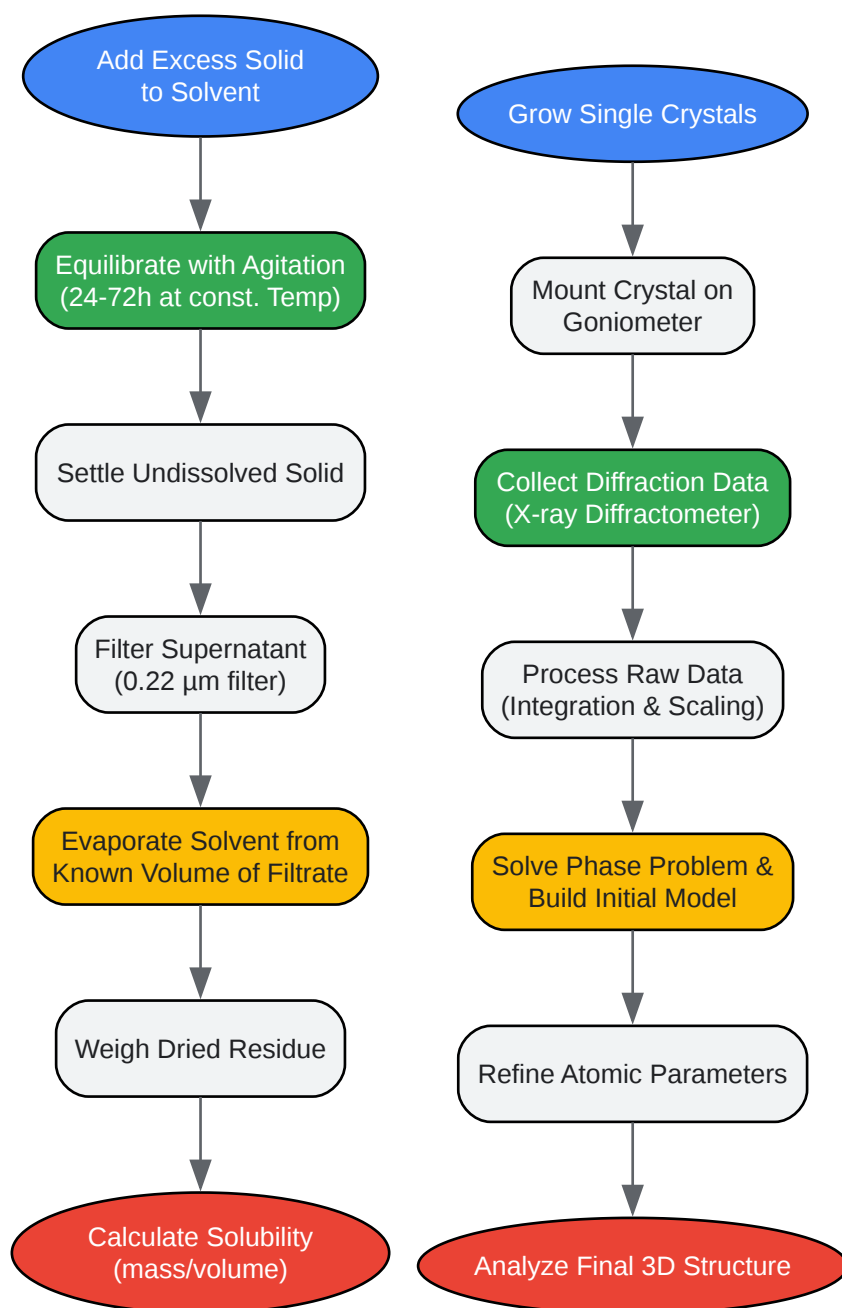 Add Excess Solid
to Solvent
Equilibrate with Agitation
(24-72h at const. Temp)
Settle Undissolved Solid
Filter Supernatant
(0.22 µm filter)
Evaporate Solvent from
Known Volume of Filtrate
Weigh Dried Residue
Calculate Solubility
(mass/volume)
Grow Single Crystals
Mount Crystal on
Goniometer
Collect Diffraction Data
(X-ray Diffractometer)
Process Raw Data
(Integration & Scaling)
Solve Phase Problem &
Build Initial Model
Refine Atomic Parameters
Analyze Final 3D Structure